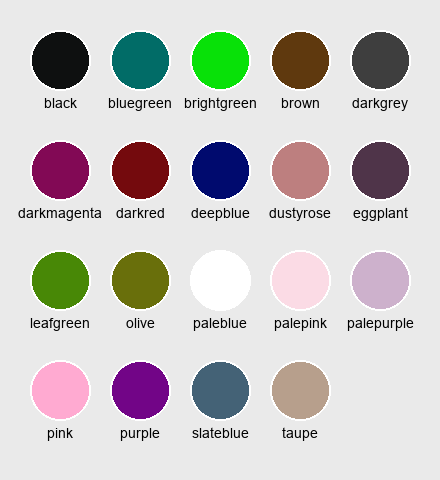 black bluegreen brightgreen brown darkgrey
darkmagenta darkred deepblue dustyrose eggplant
leafgreen olive paleblue palepink palepurple
pink purple slateblue taupe